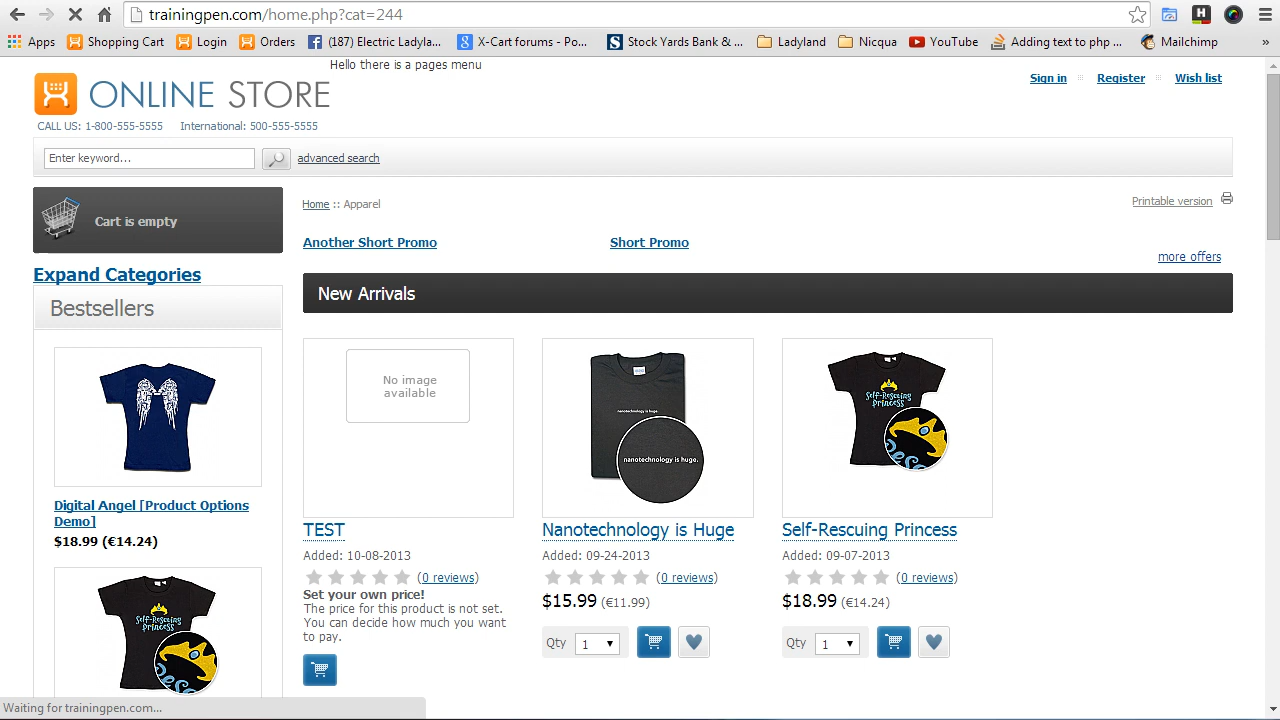 trainingpen.com/home.php?cat=244
Apps Shopping Cart Login Orders (187) Electric Ladyla... X-Cart forums - Po... Stock Yards Bank & ... Ladyland Nicqua YouTube Adding text to php ... Mailchimp »
Hello there is a pages menu
ONLINE STORE
Sign in Register Wish list
CALL US: 1-800-555-5555 International: 500-555-5555
Enter keyword... advanced search
Cart is empty
Home :: Apparel
Printable version
Another Short Promo Short Promo
more offers
Expand Categories
Bestsellers
New Arrivals
No image
available
nanotechnology is huge.
nanotechnology is huge.
Self-Rescuing
Princess
Digital Angel [Product Options
Demo]
$18.99 (€14.24)
Self-Rescuing
Princess
TEST
Added: 10-08-2013
(0 reviews)
Set your own price!
The price for this product is not set.
You can decide how much you want
to pay.
Nanotechnology is Huge
Added: 09-24-2013
(0 reviews)
$15.99 (€11.99)
Qty 1
Self-Rescuing Princess
Added: 09-07-2013
(0 reviews)
$18.99 (€14.24)
Qty 1
Waiting for trainingpen.com...